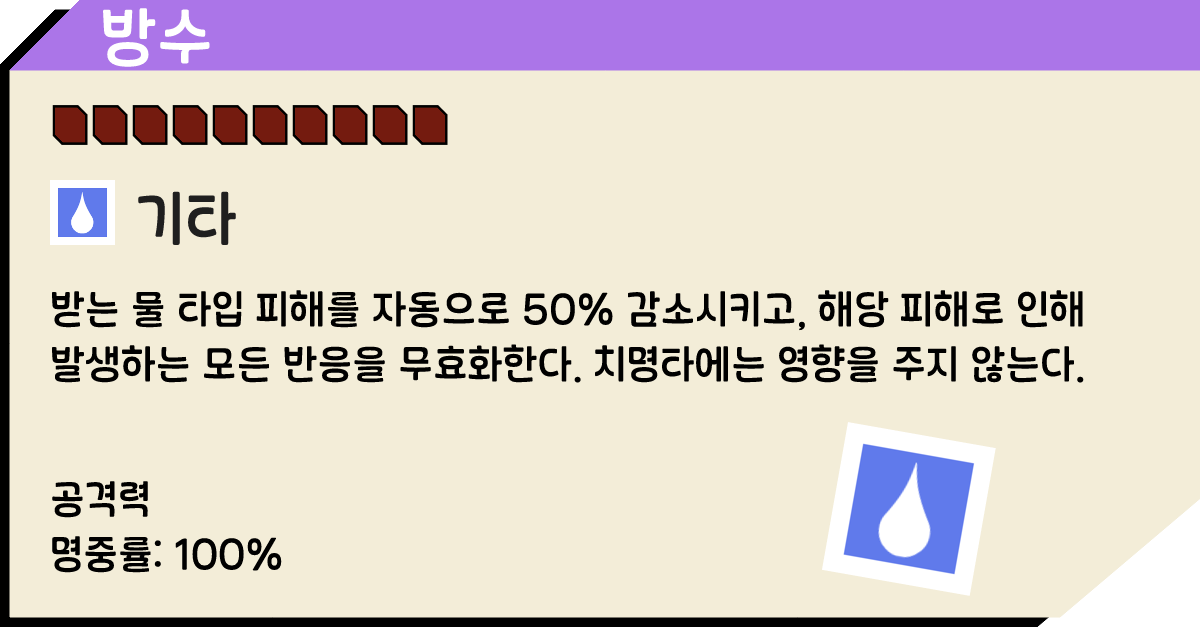 방수
기타
받는 물 타입 피해를 자동으로 50% 감소시키고, 해당 피해로 인해
발생하는 모든 반응을 무효화한다. 치명타에는 영향을 주지 않는다.
공격력
명중률: 100%